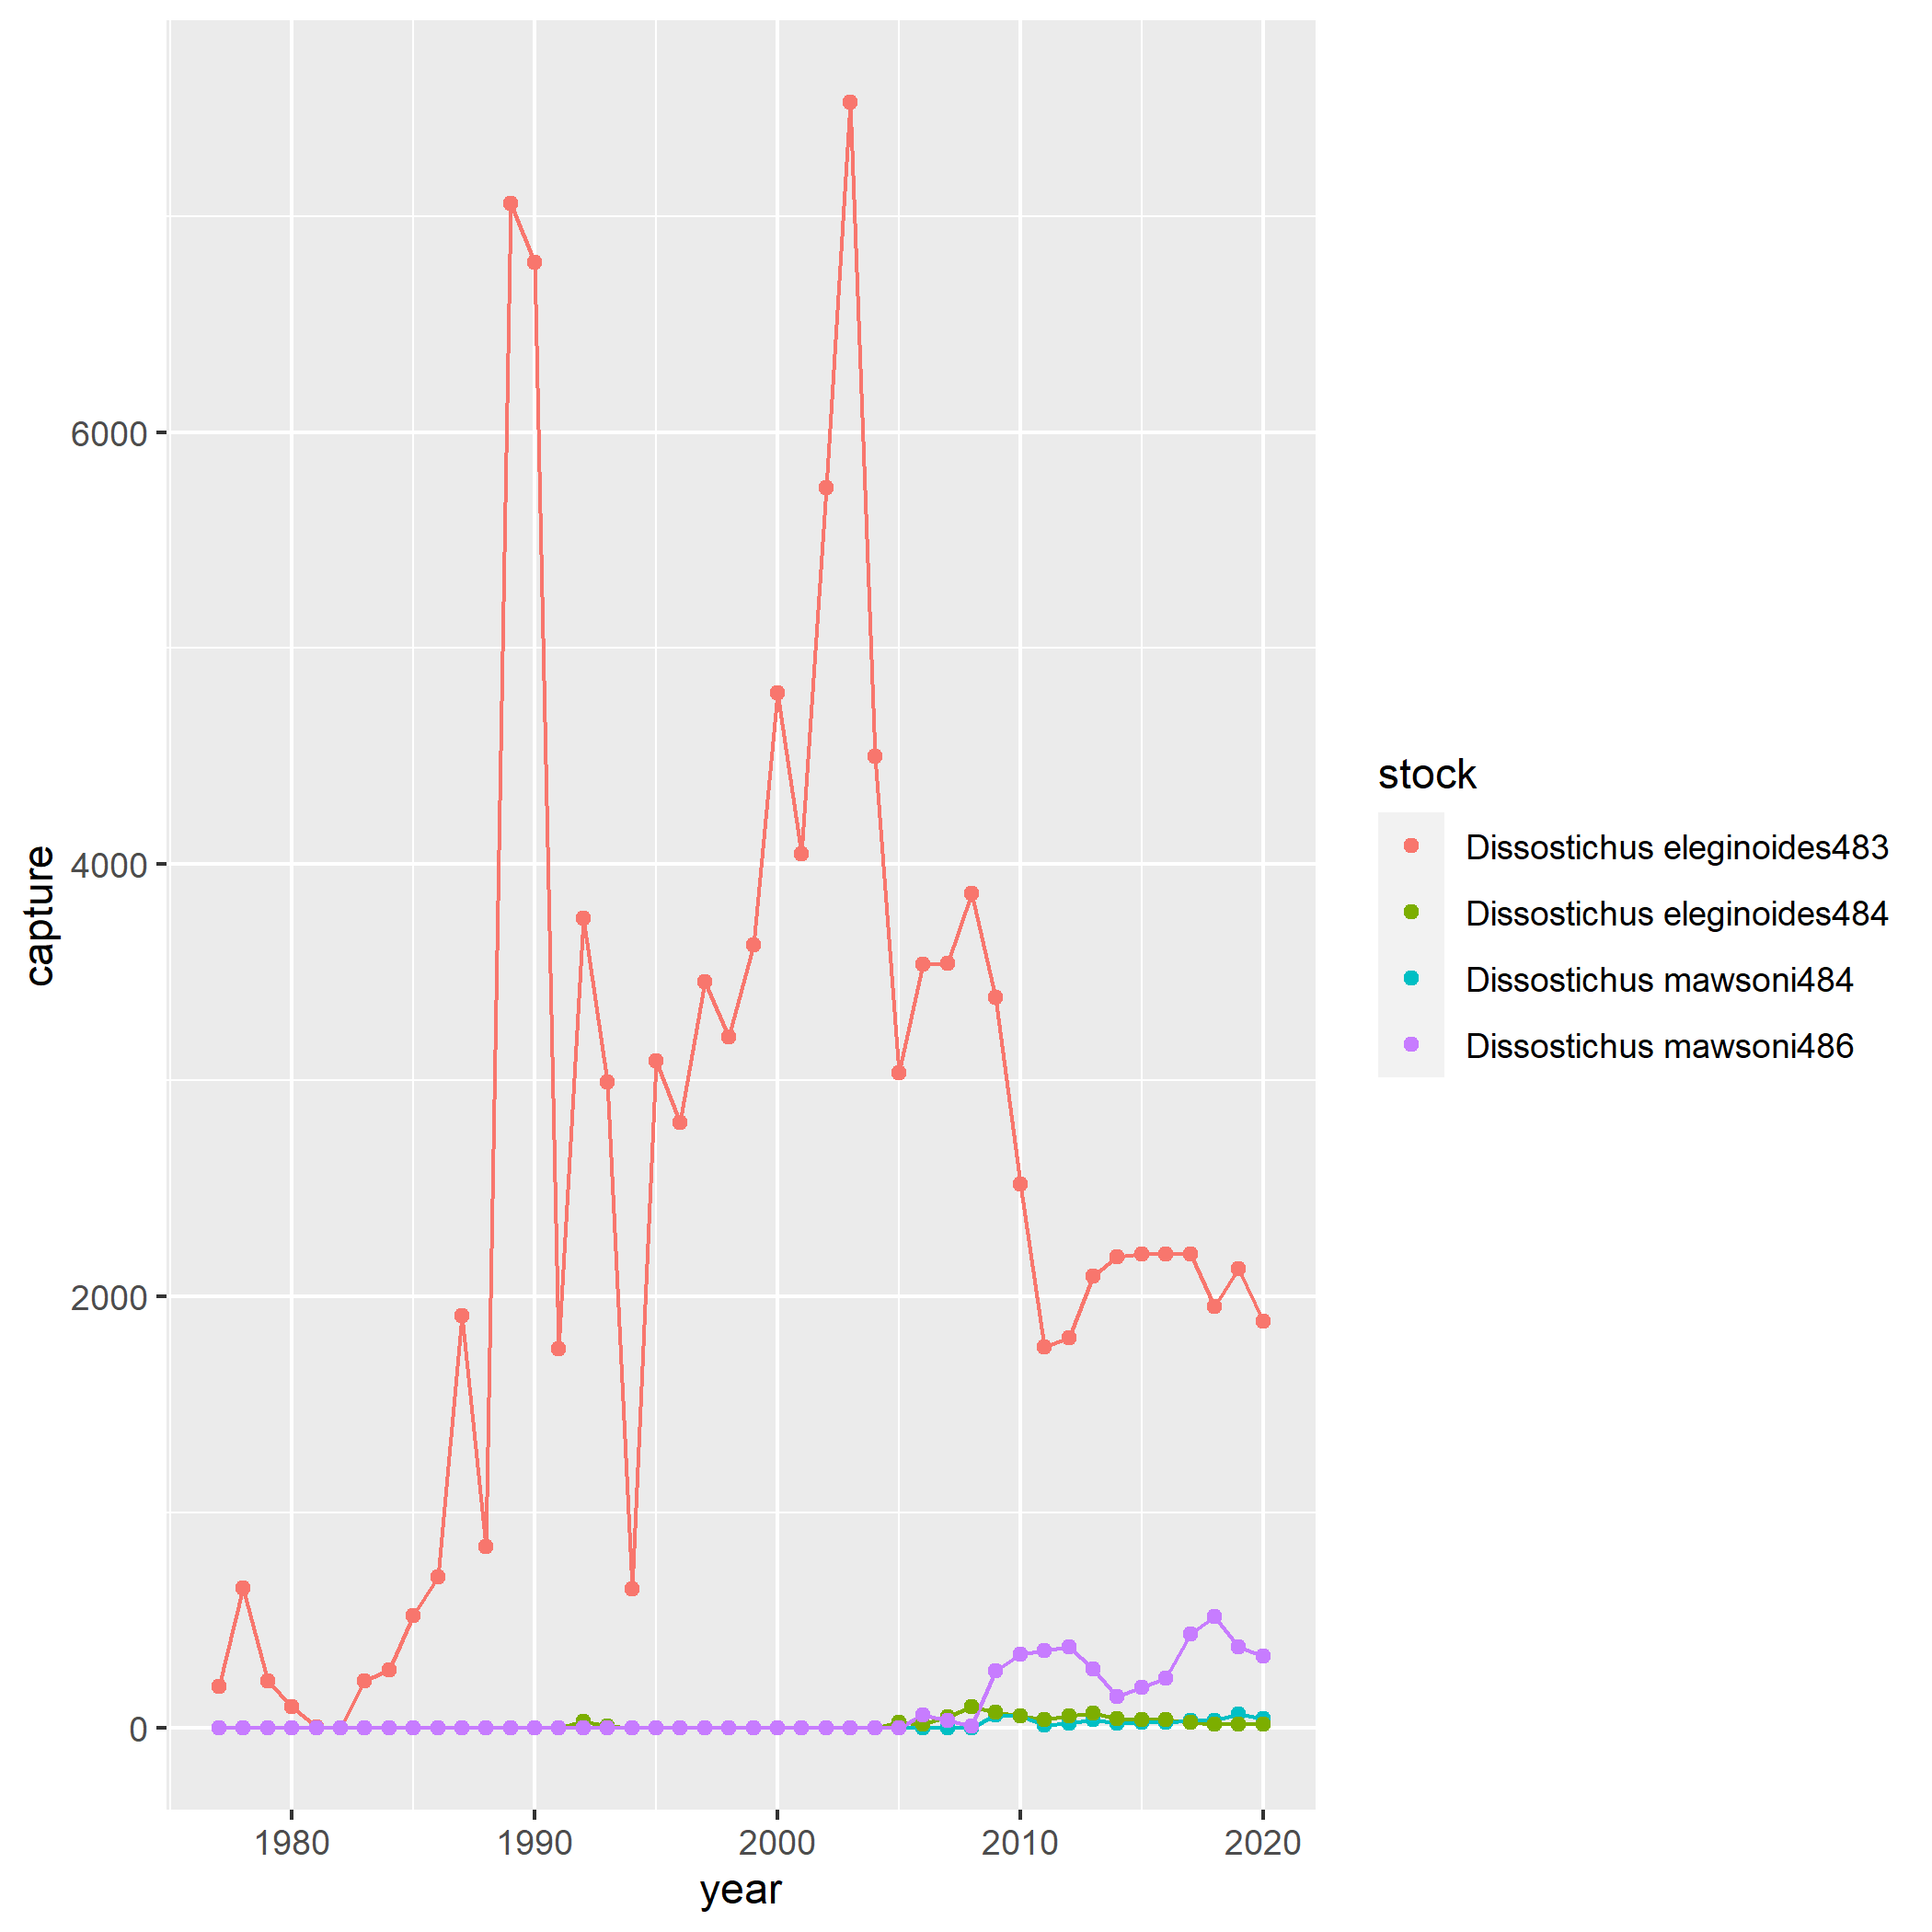 6000
4000
2000
0
capture
1980 1990 2000 2010 2020
year
stock
Dissostichus eleginoides483
Dissostichus eleginoides484
Dissostichus mawsoni484
Dissostichus mawsoni486